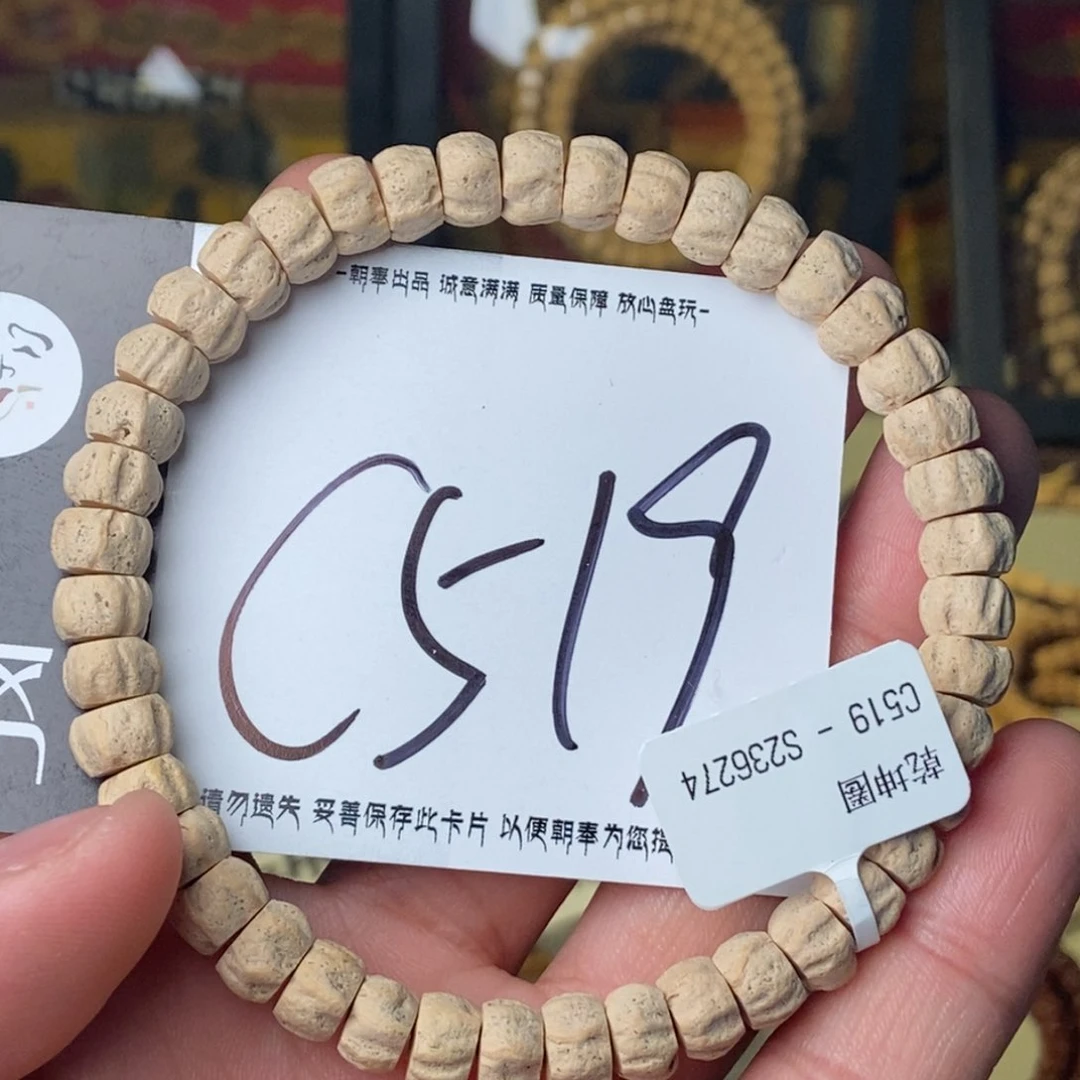 -朝奉出品 诚意满满 质量保障 放心盘玩-
C5-19
请勿遗失 妥善保存此卡片 以便朝奉为您
乾坤圈
C519 - S236274